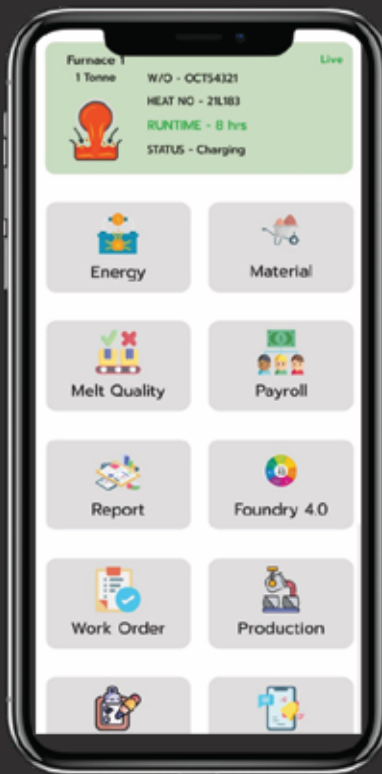 Furnace 1
Live
1 Tonne
W/O - OCT54321
HEAT NO - 21L183
RUNTIME - 8 hrs
STATUS - Charging
Energy
Material
Melt Quality
Payroll
Report
Foundry 4.0
Work Order
Production